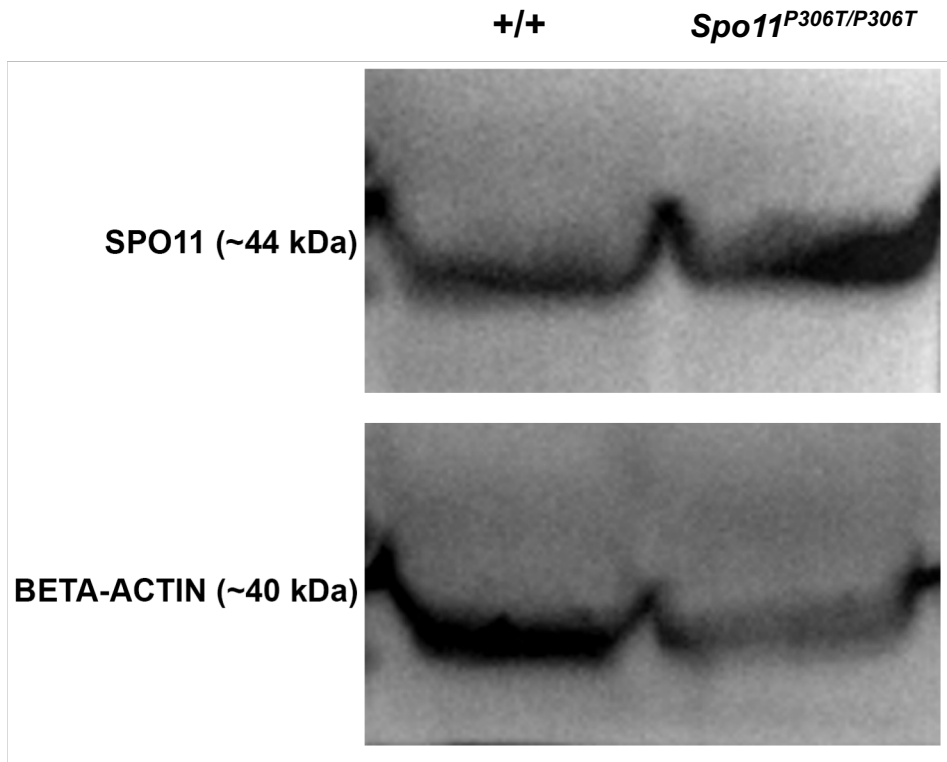 +/+ Spo11P306T/P306T
SPO11 (~44 kDa)
BETA-ACTIN (~40 kDa)